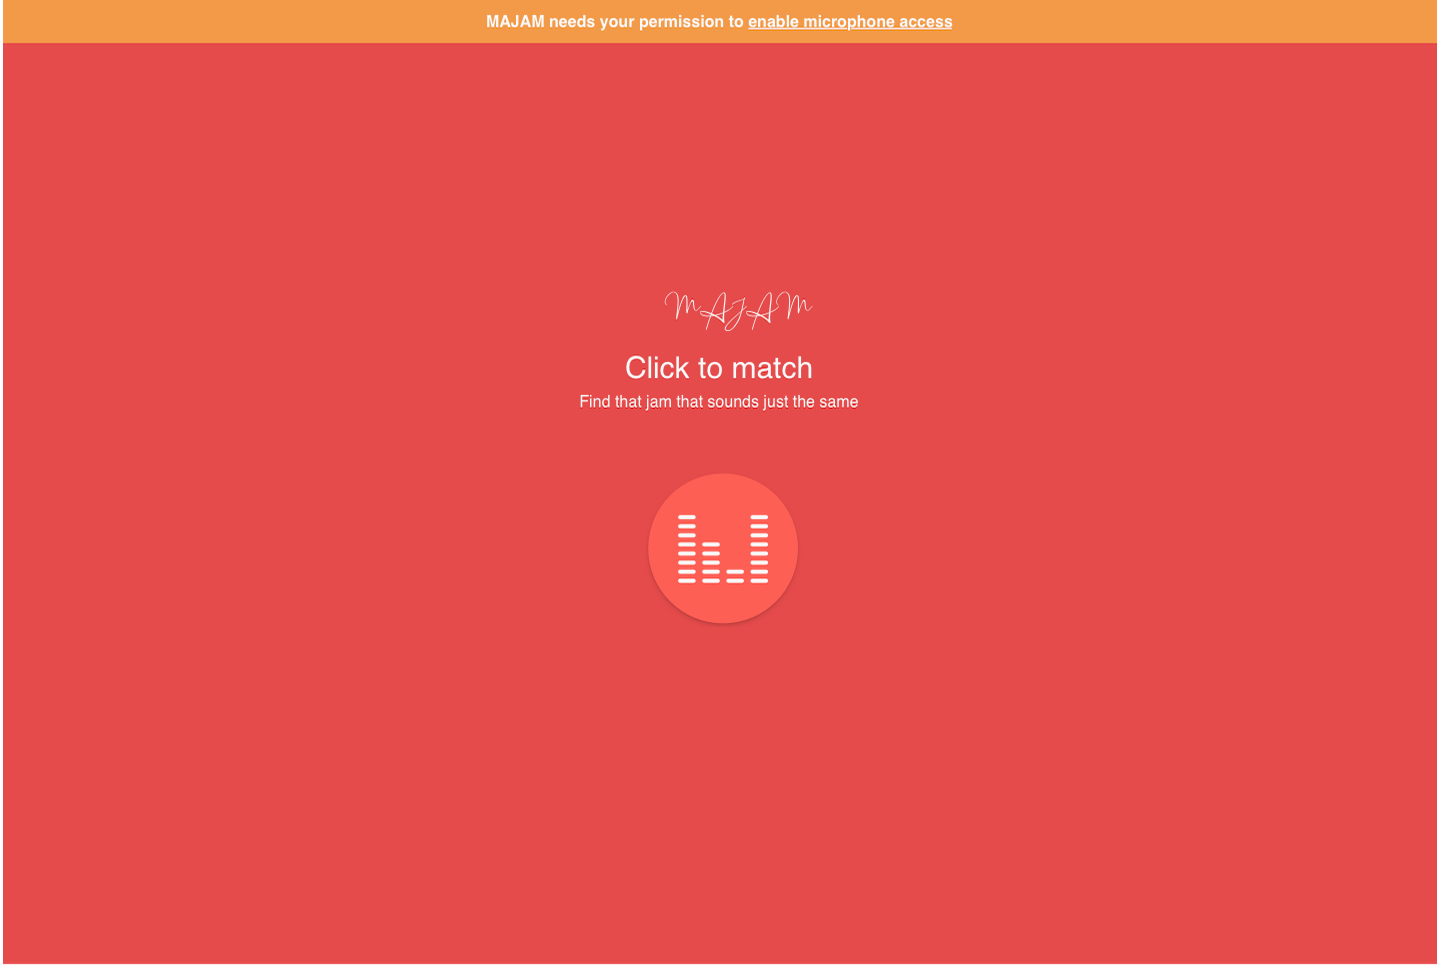 MAJAM needs your permission to enable microphone access
MAJAM
Click to match
Find that jam that sounds just the same